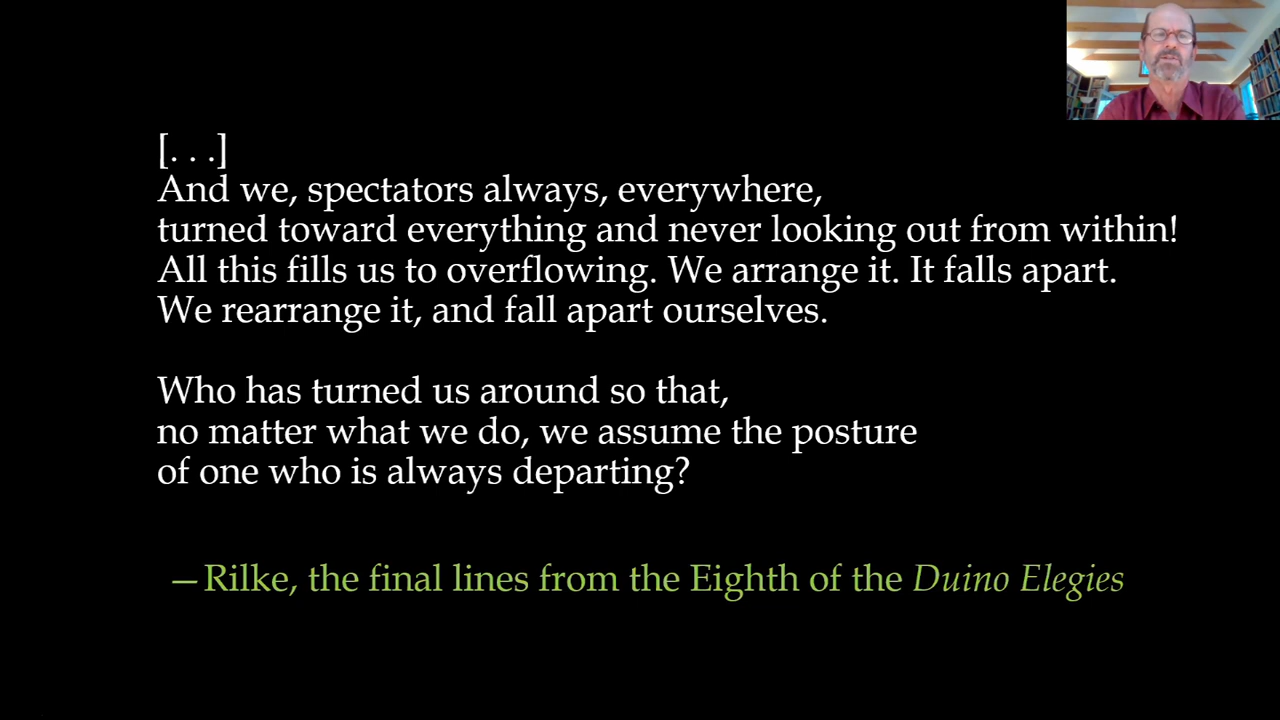 [. . .]
And we, spectators always, everywhere,
turned toward everything and never looking out from within!
All this fills us to overflowing. We arrange it. It falls apart.
We rearrange it, and fall apart ourselves.
Who has turned us around so that,
no matter what we do, we assume the posture
of one who is always departing?
—Rilke, the final lines from the Eighth of the Duino Elegies